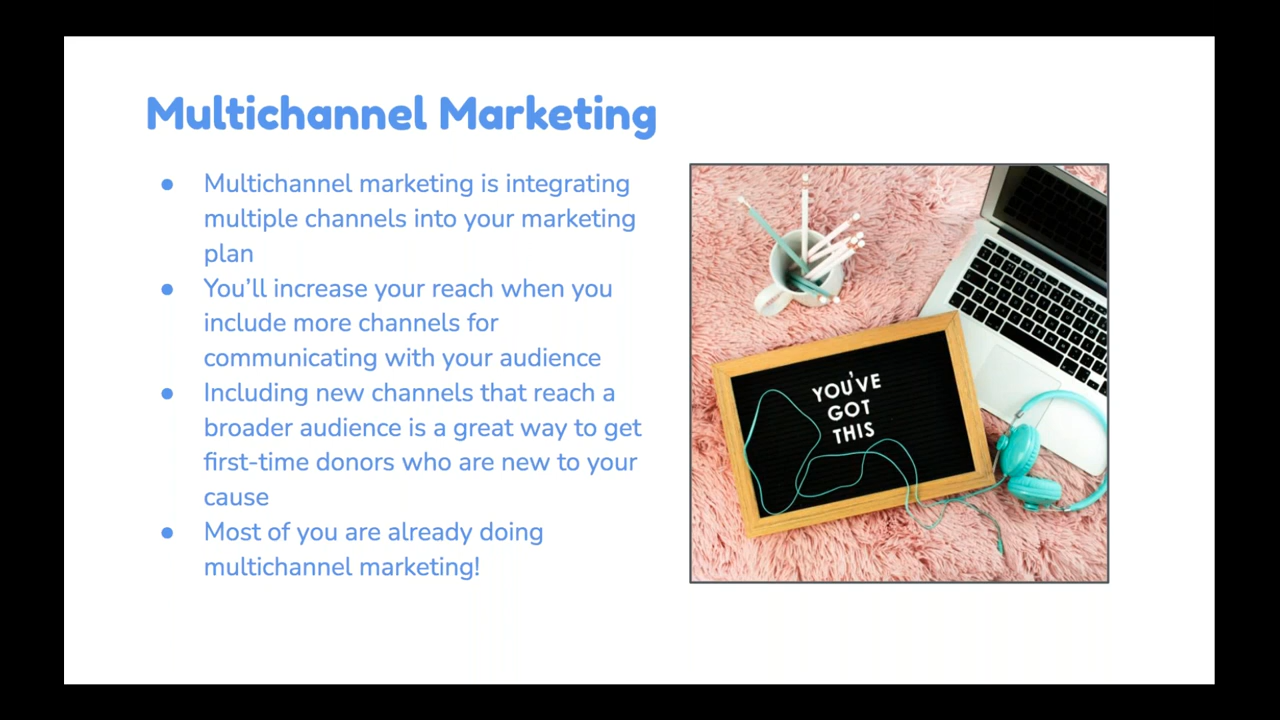 Multichannel Marketing
● Multichannel marketing is integrating
multiple channels into your marketing
plan
● You’ll increase your reach when you
include more channels for
communicating with your audience
● Including new channels that reach a
broader audience is a great way to get
first-time donors who are new to your
cause
● Most of you are already doing
multichannel marketing!
YOU'VE
GOT
THIS